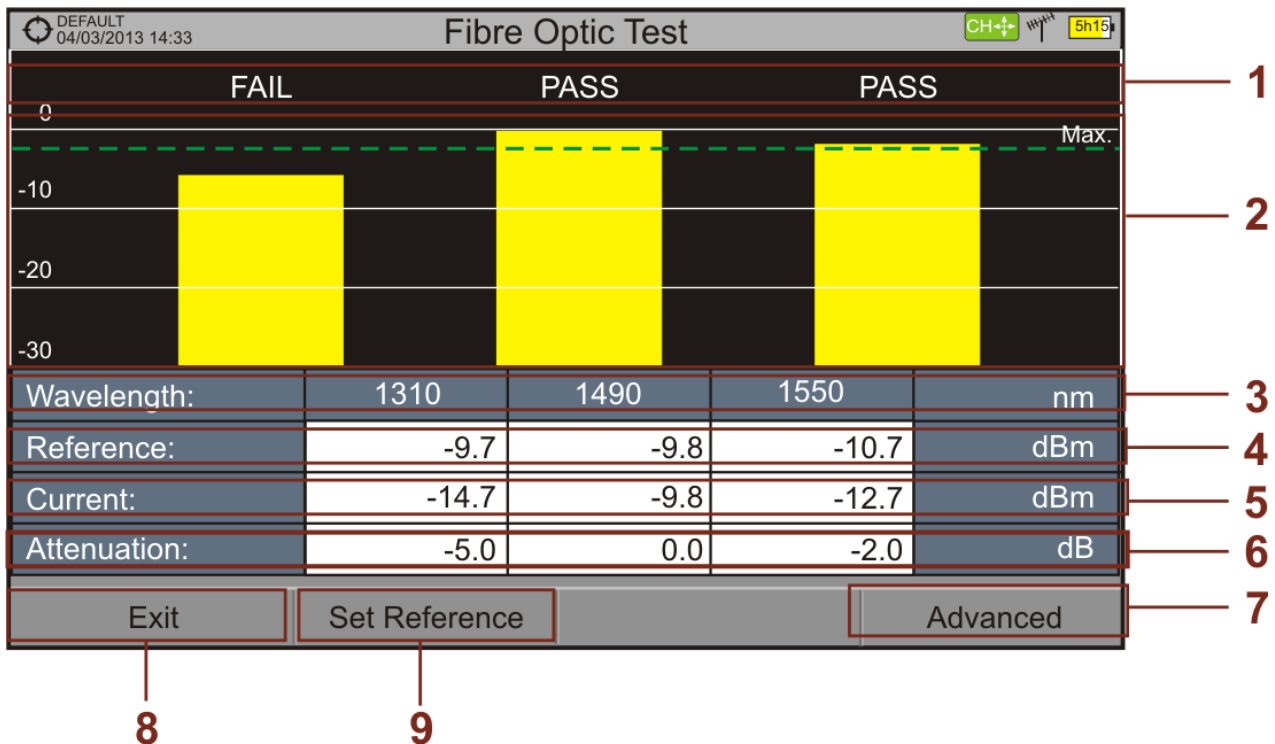 DEFAULT
04/03/2013 14:33
Fibre Optic Test
CH
5h15
FAIL PASS PASS
1
0
Max.
-10
2
-20
-30
Wavelength: 1310 1490 1550 nm
3
Reference: -9.7 -9.8 -10.7 dBm
4
Current: -14.7 -9.8 -12.7 dBm
5
Attenuation: -5.0 0.0 -2.0 dB
6
Exit Set Reference Advanced
7
8 9